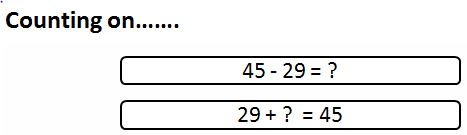 Counting on…….
45 - 29 = ?
29 + ? = 45